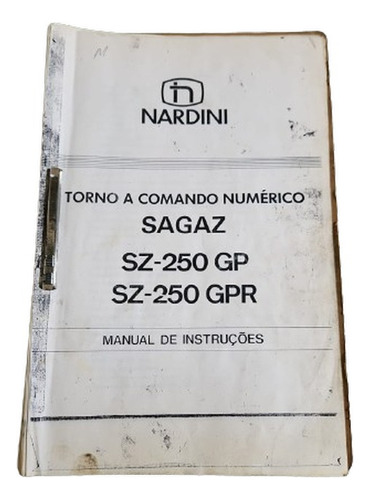 NARDINI
TORNO A COMANDO NUMÉRICO
SAGAZ
SZ-250 GP
SZ-250 GPR
MANUAL DE INSTRUÇÕES